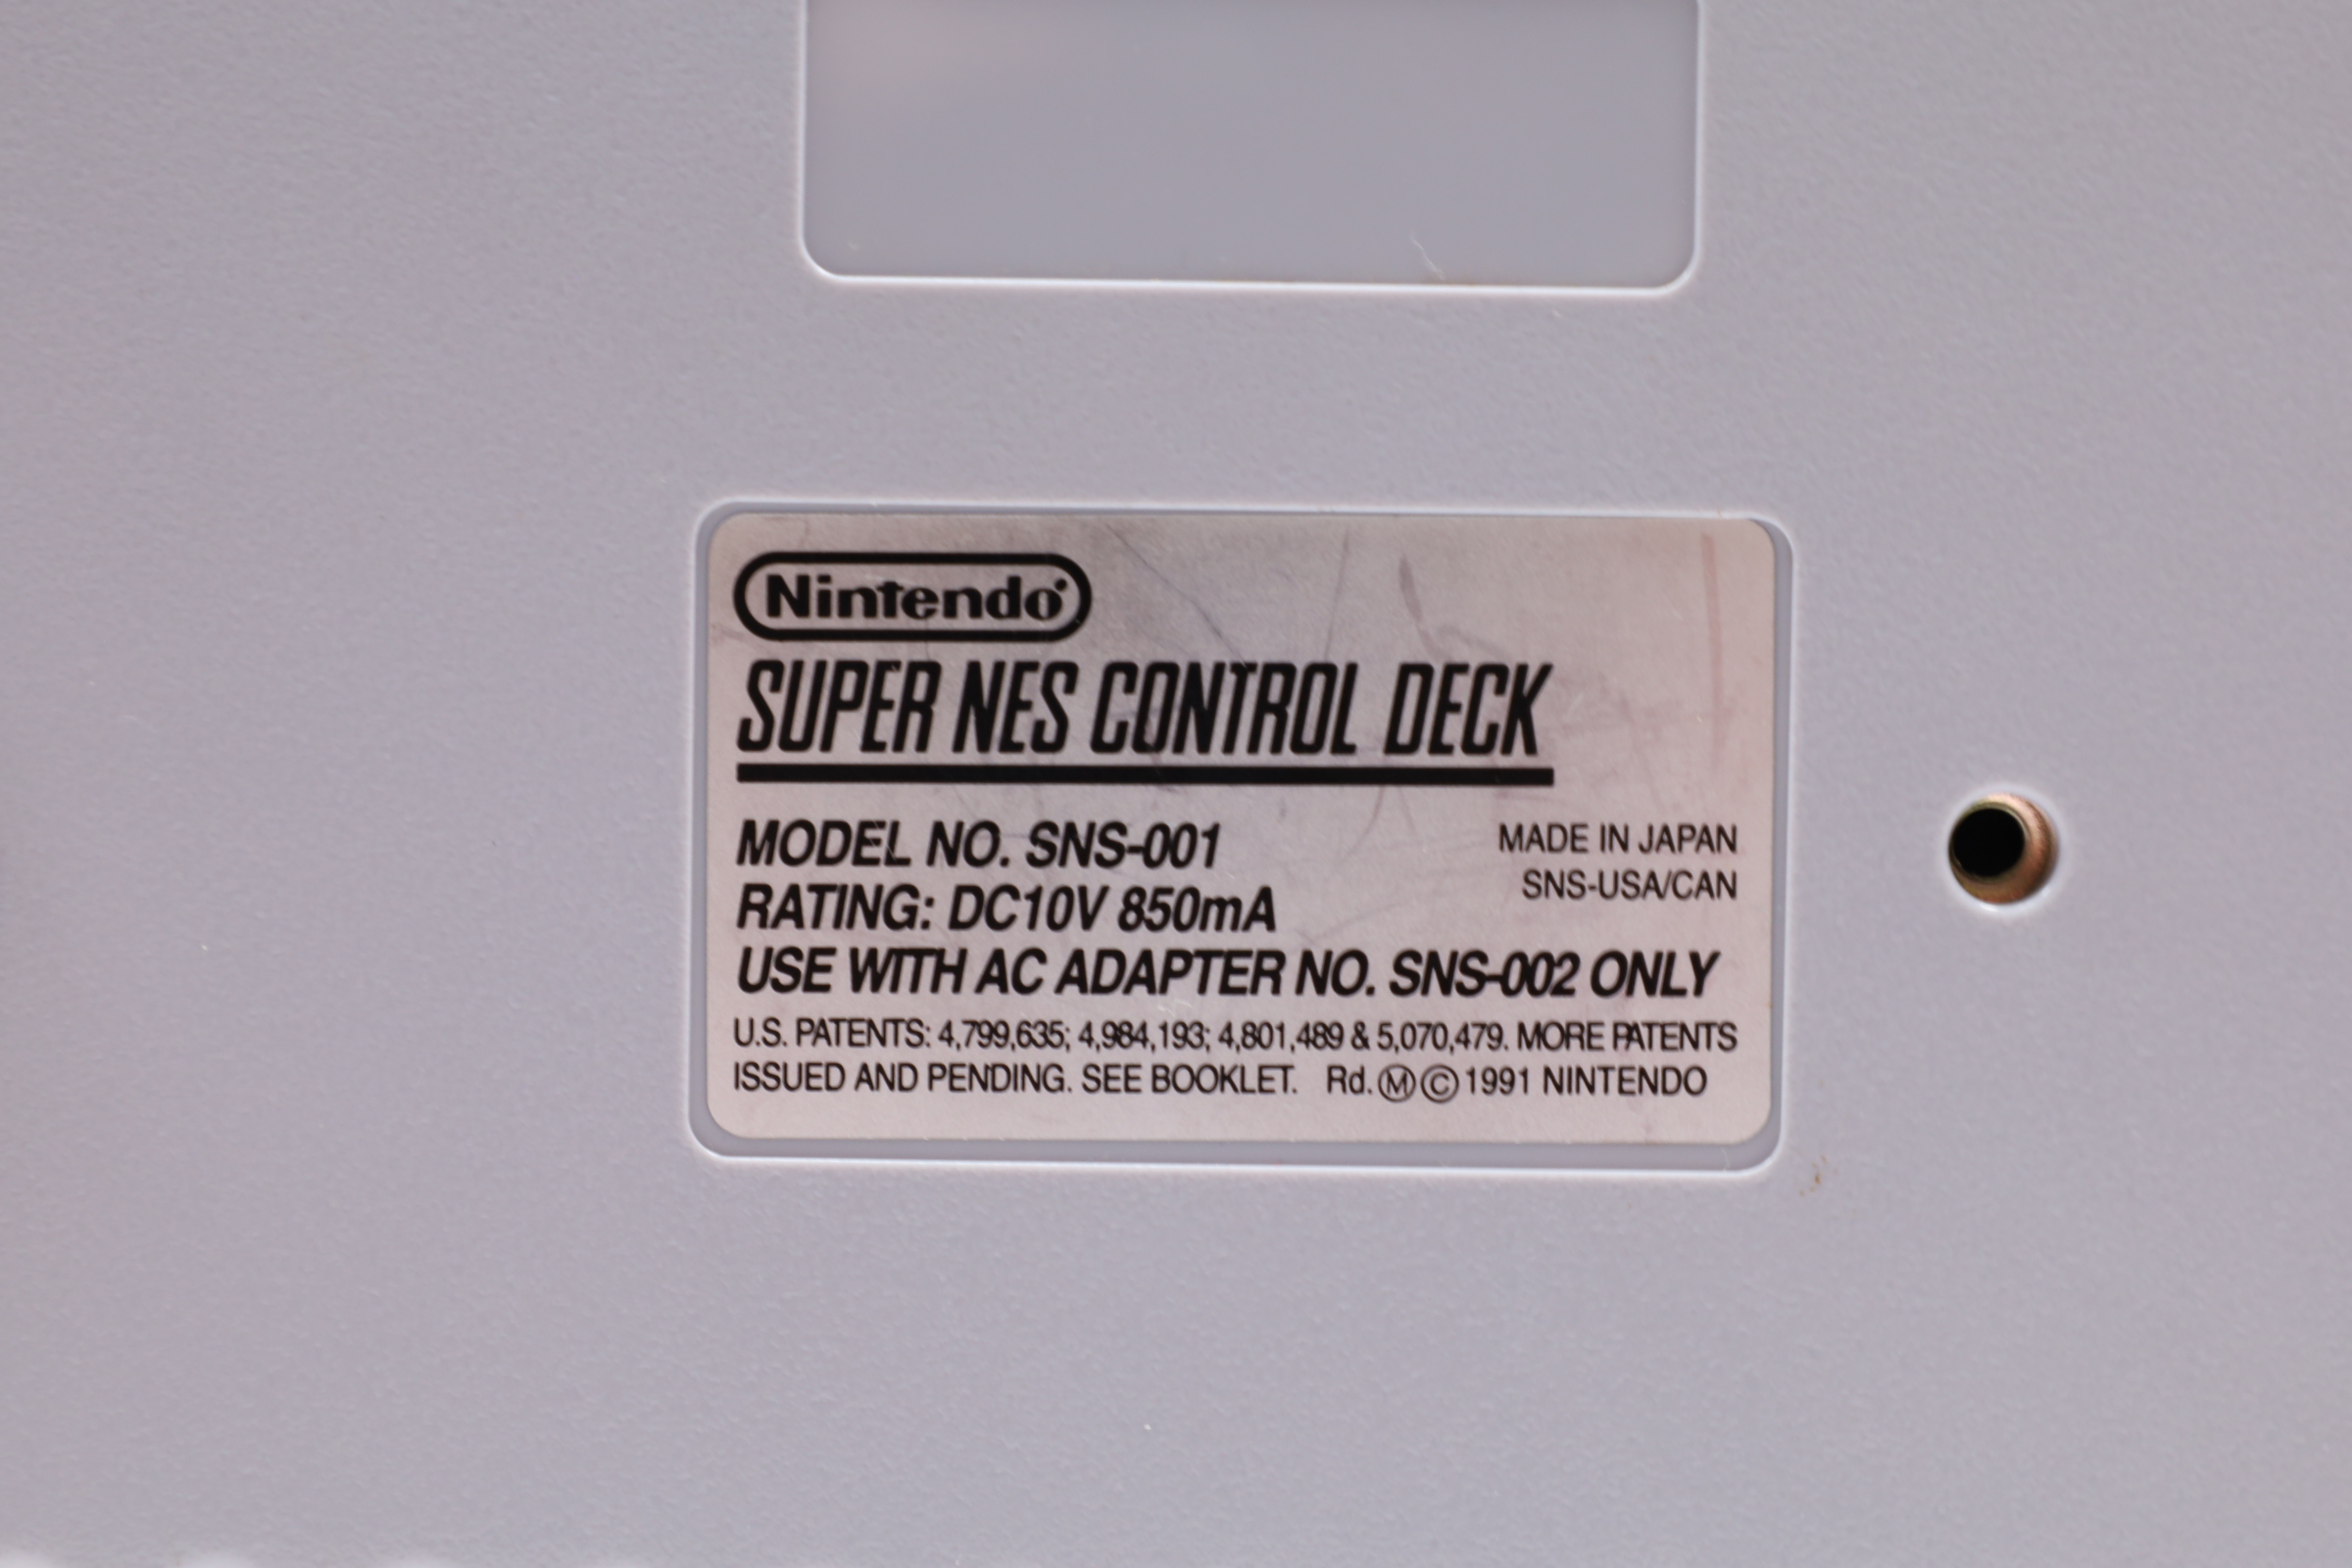 Nintendo®
SUPER NES CONTROL DECK
MODEL NO. SNS-001
MADE IN JAPAN
RATING: DC10V 850mA
SNS-USA/CAN
USE WITH AC ADAPTER NO. SNS-002 ONLY
U.S. PATENTS: 4,799,635; 4,984,193; 4,801,489 & 5,070,479. MORE PATENTS
ISSUED AND PENDING. SEE BOOKLET. Rd.ⓂⒸ1991 NINTENDO